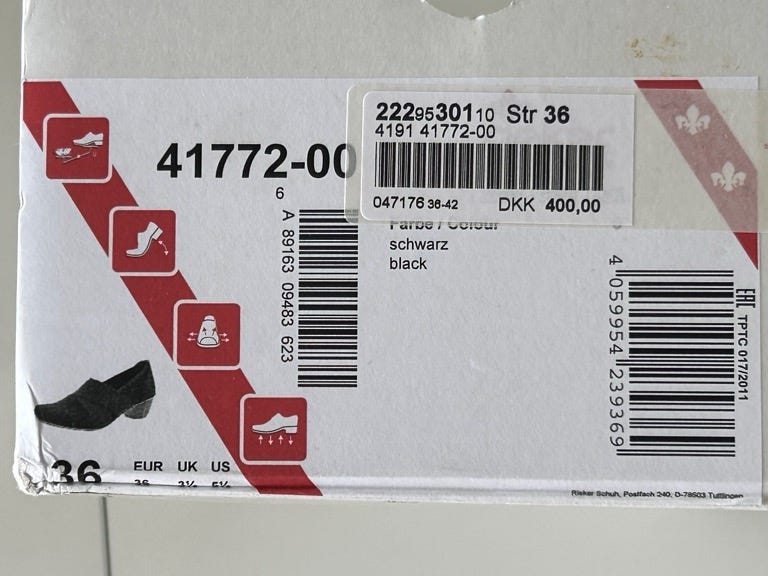 2229530110 Str 36
4191 41772-00
047176 36-42 DKK 400,00
41772-00
6
A 89163 09483 623
Farbe / Colour
schwarz
black
4 059954 239369
EAC TPTC 017/2011
36
EUR UK US
36 3½ 5½
Rieker Schuh, Postfach 240, D-78503 Tuttlingen